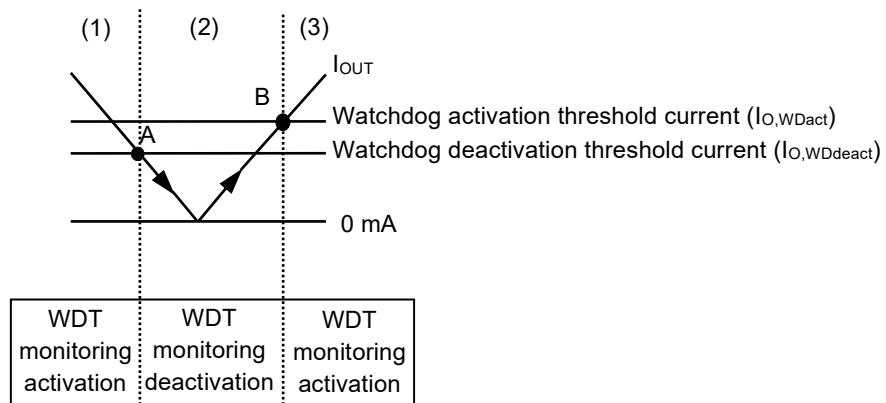 (1) (2) (3)
IOUT
B
Watchdog activation threshold current (IO,WDact)
A
Watchdog deactivation threshold current (IO,WDdeact)
0 mA
WDT
monitoring
activation
WDT
monitoring
deactivation
WDT
monitoring
activation